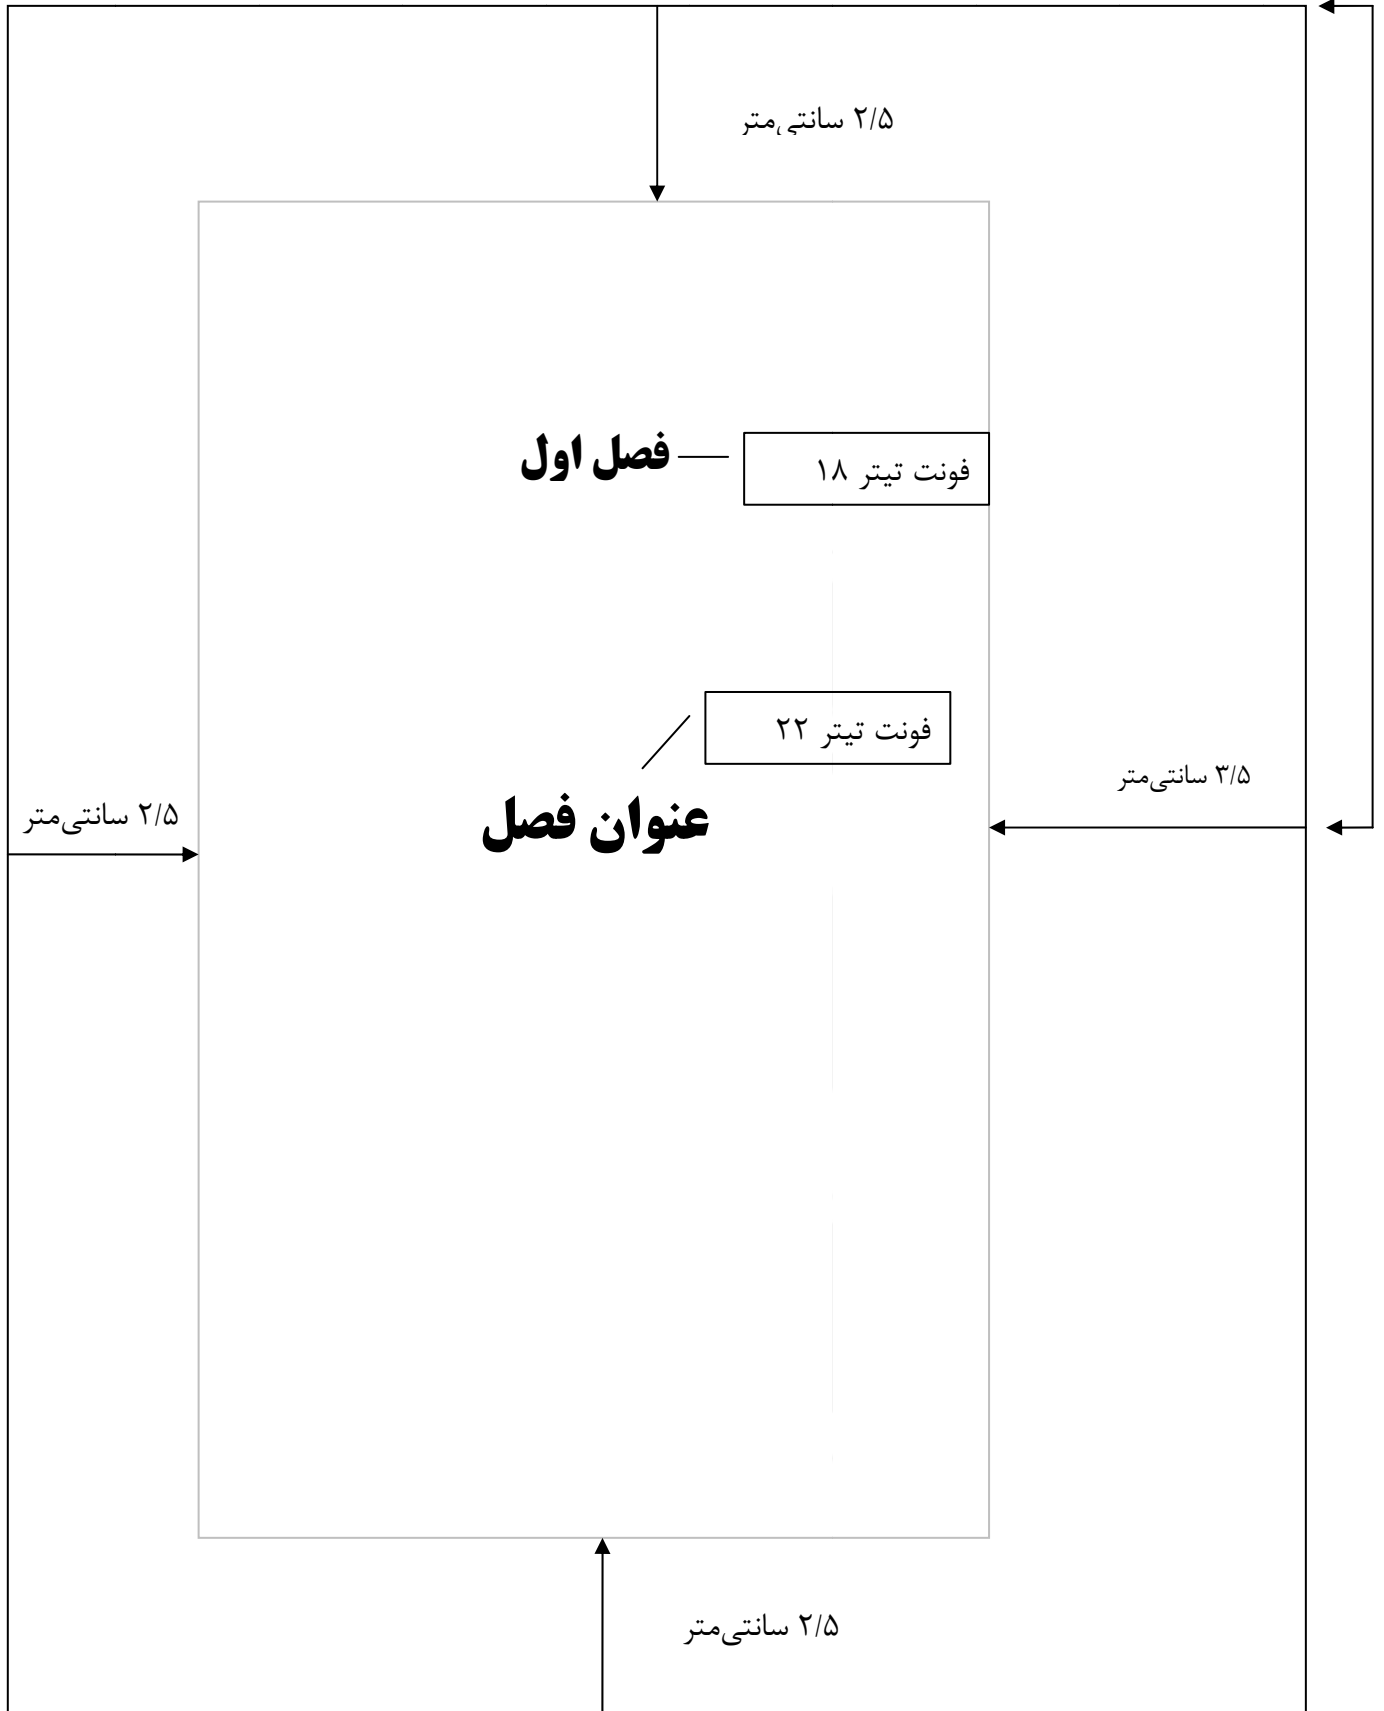 ۲/۵ سانتی‌متر
فونت تیتر ۱۸
فصل اول
فونت تیتر ۲۲
۳/۵ سانتی‌متر
عنوان فصل
۲/۵ سانتی‌متر
۲/۵ سانتی‌متر